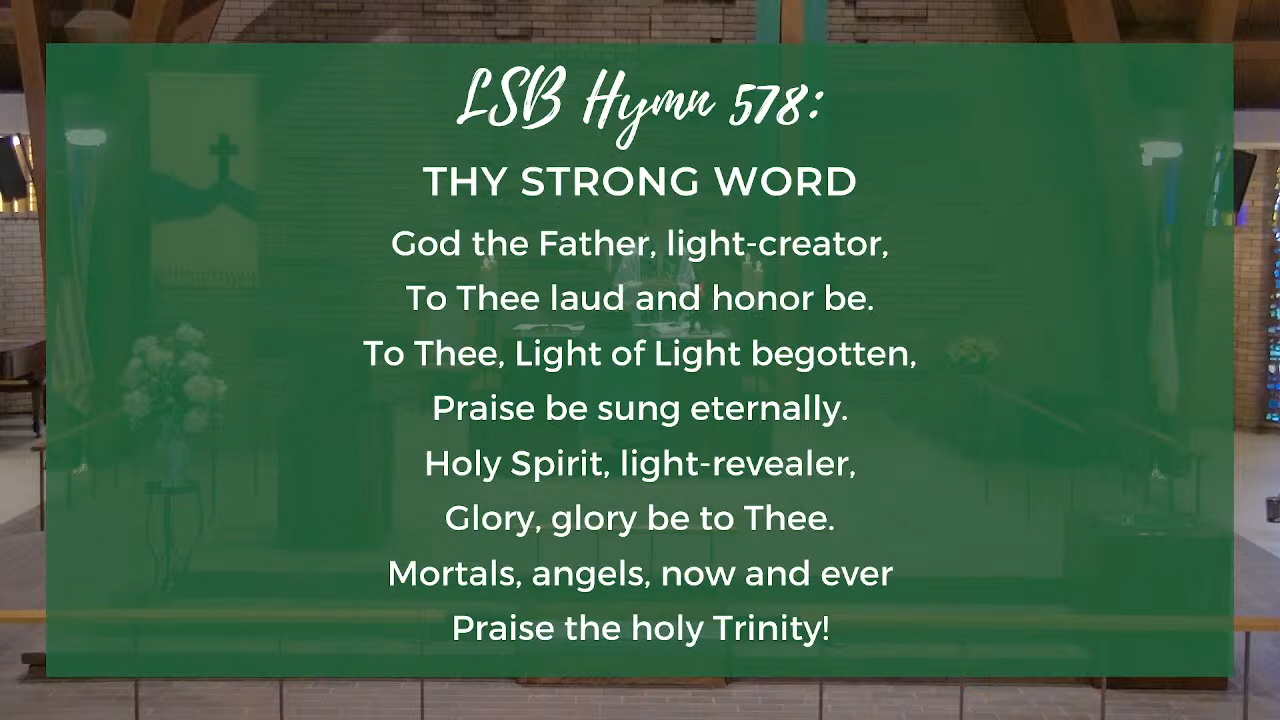 LSB Hymn 578:
THY STRONG WORD
God the Father, light-creator,
To Thee laud and honor be.
To Thee, Light of Light begotten,
Praise be sung eternally.
Holy Spirit, light-revealer,
Glory, glory be to Thee.
Mortals, angels, now and ever
Praise the holy Trinity!